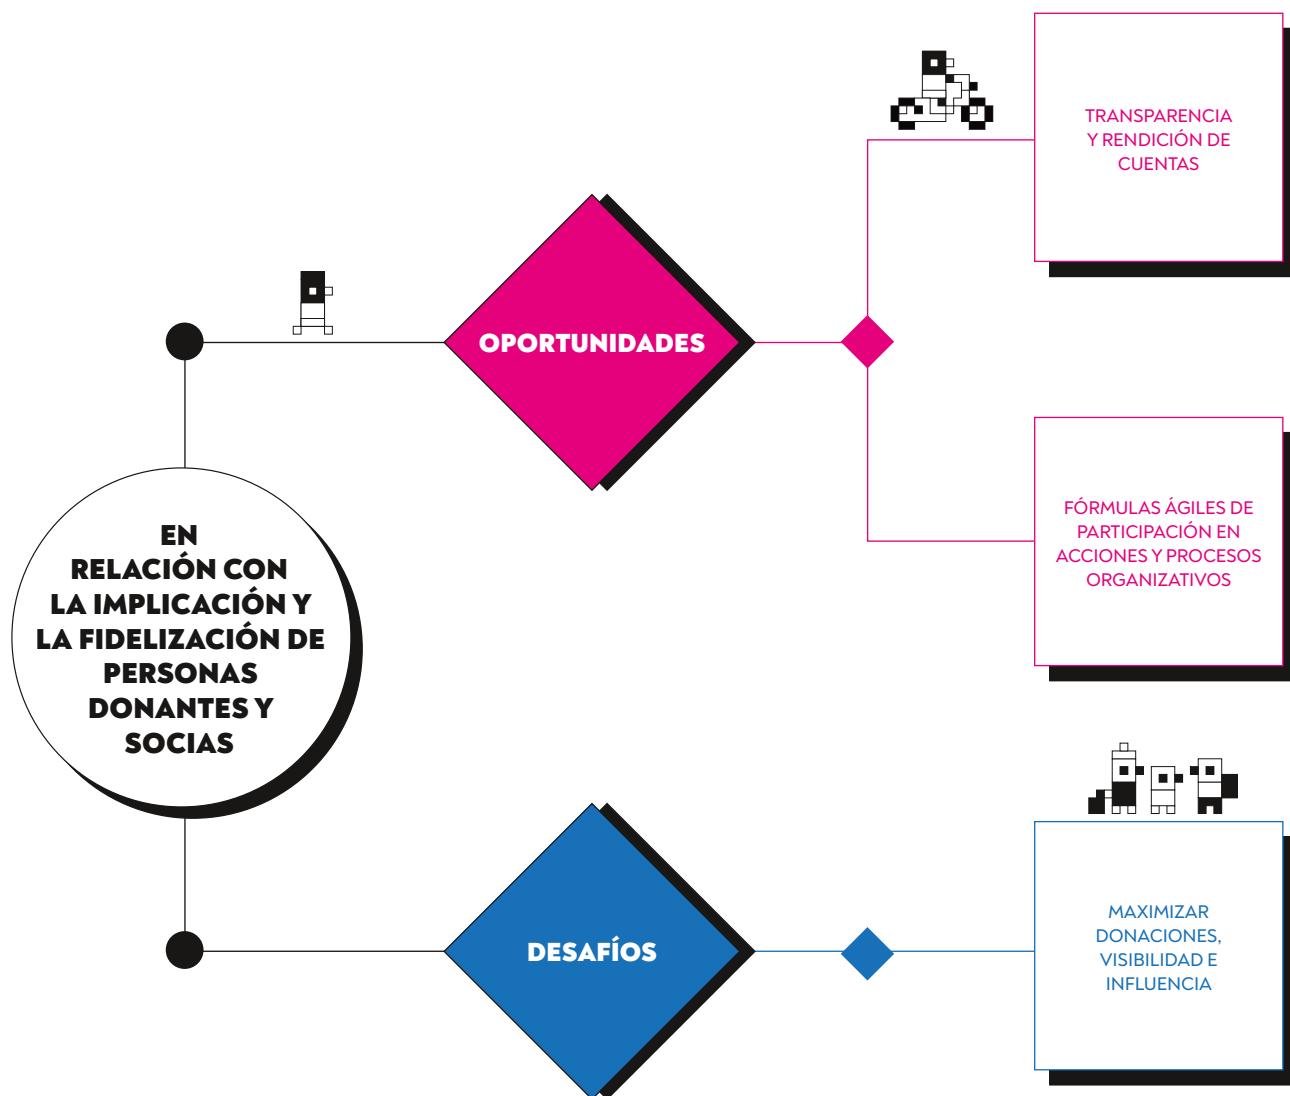 EN
RELACIÓN CON
LA IMPLICACIÓN Y
LA FIDELIZACIÓN DE
PERSONAS
DONANTES Y
SOCIAS
OPORTUNIDADES
TRANSPARENCIA
Y RENDICIÓN DE
CUENTAS
FÓRMULAS ÁGILES DE
PARTICIPACIÓN EN
ACCIONES Y PROCESOS
ORGANIZATIVOS
DESAFÍOS
MAXIMIZAR
DONACIONES,
VISIBILIDAD E
INFLUENCIA